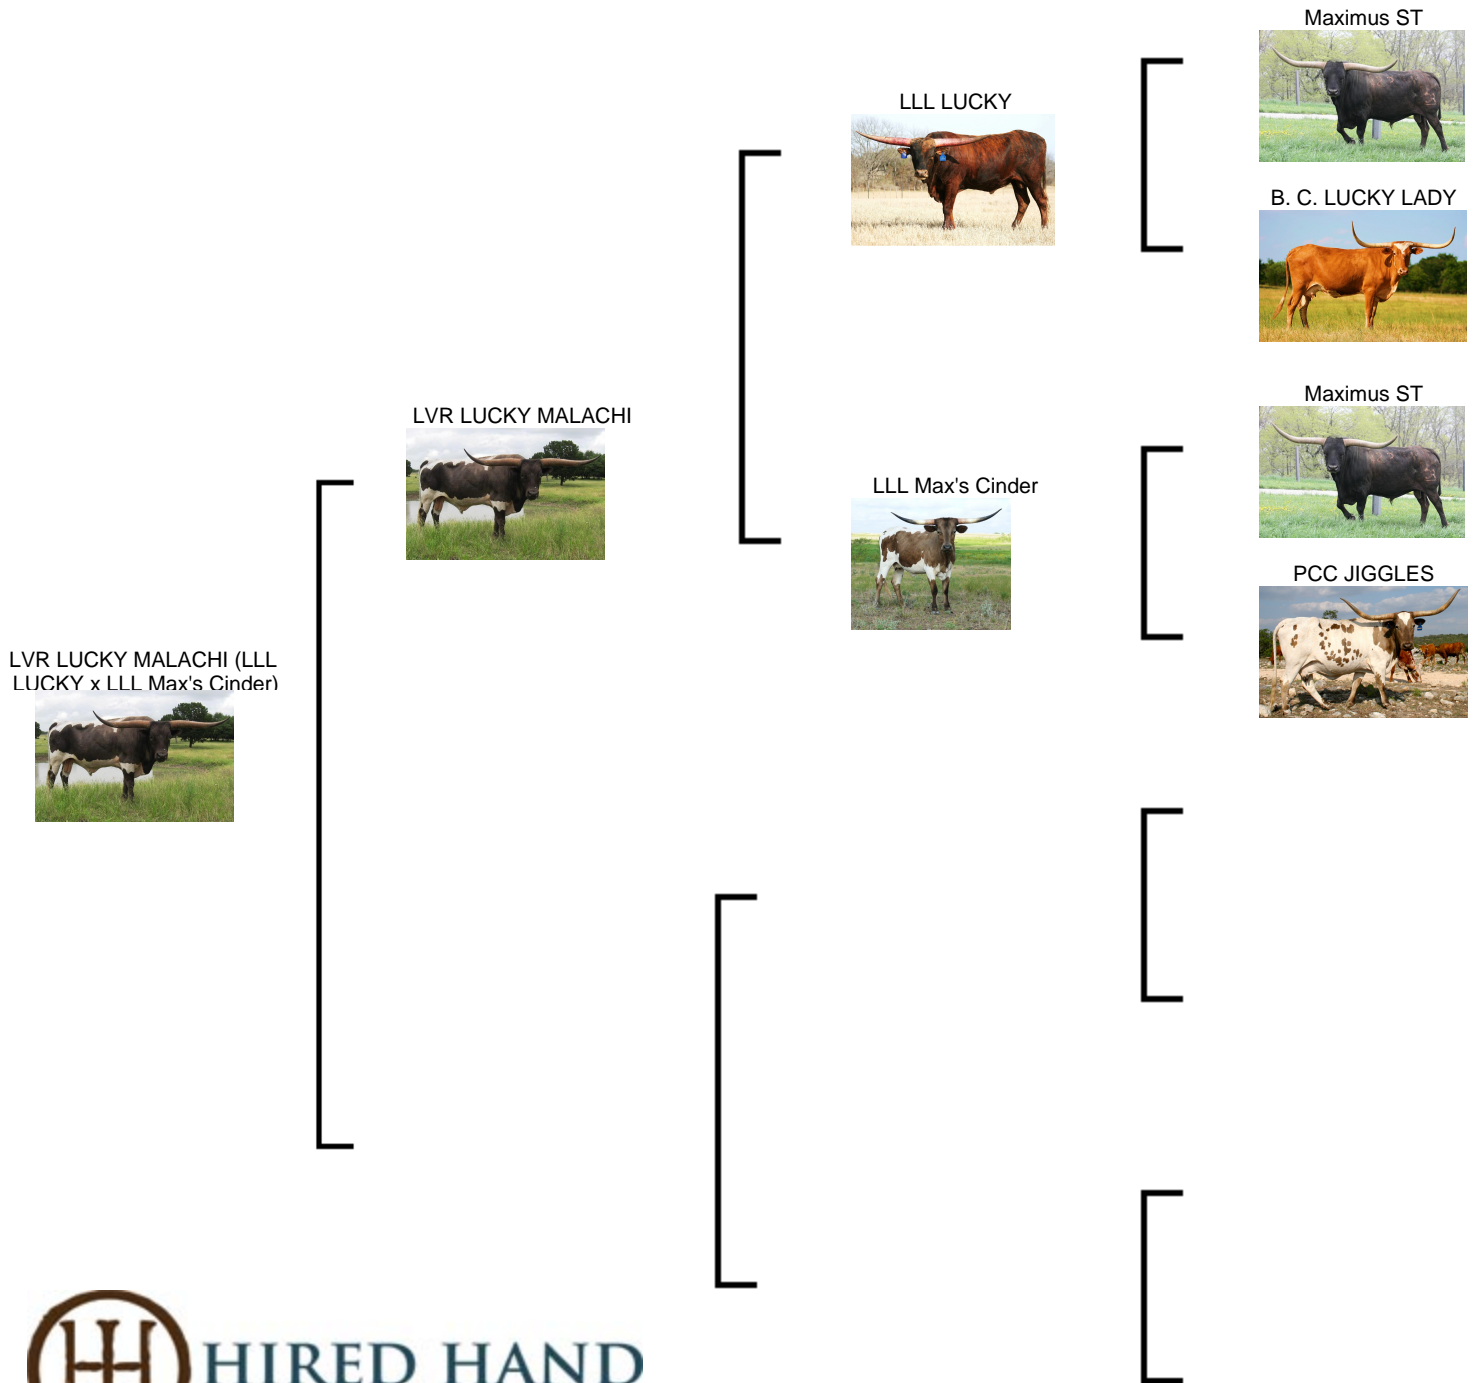 Maximus ST
LLL LUCKY
B. C. LUCKY LADY
Maximus ST
LVR LUCKY MALACHI
LLL Max's Cinder
PCC JIGGLES
LVR LUCKY MALACHI (LLL
LUCKY x LLL Max's Cinder)
HIRED HAND